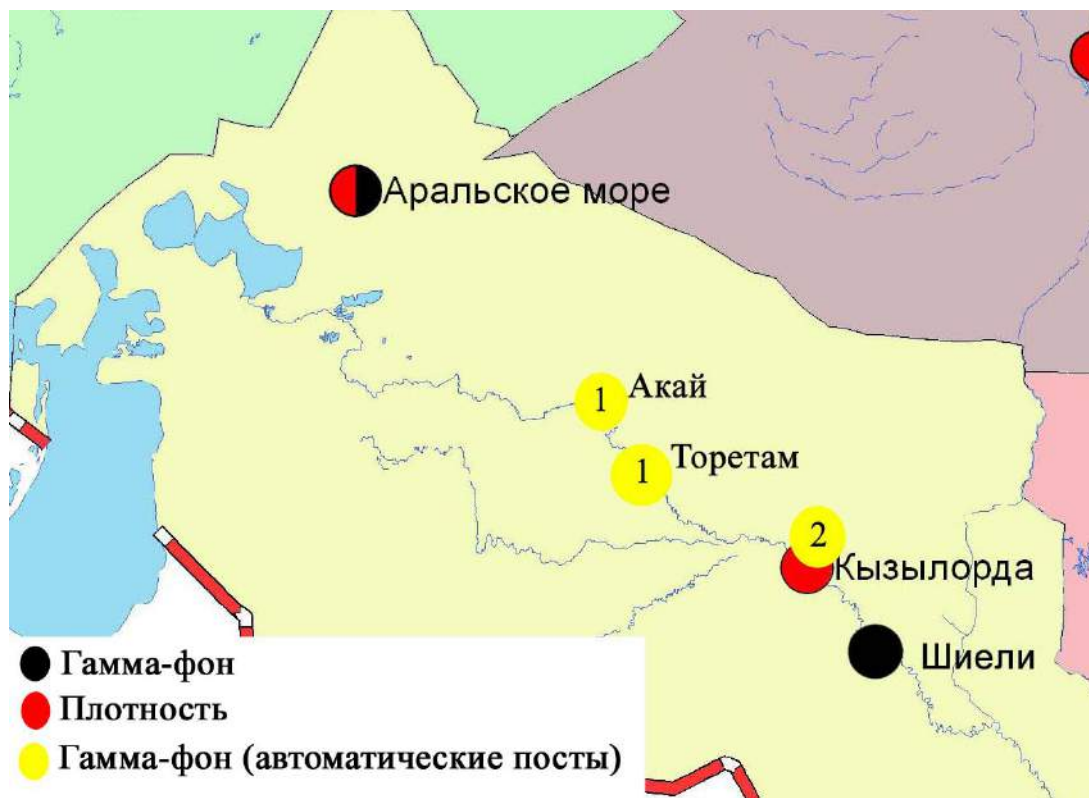 Аральское море
1 Акай
1 Торетам
2
Кызылорда
Шиели
Гамма-фон
Плотность
Гамма-фон (автоматические посты)